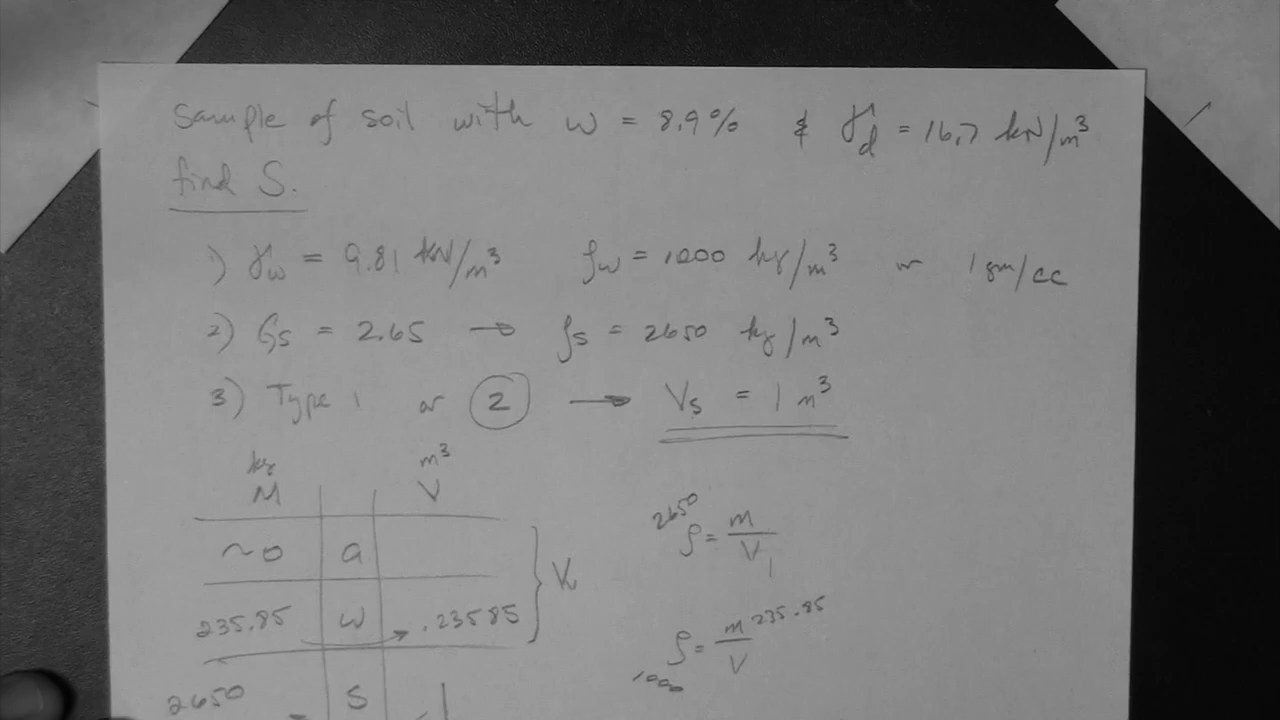 Sample of soil with w = 8.9% & γd = 16.7 kN/m³
find S.
1) γw = 9.81 kN/m³ ρw = 1000 kg/m³ or 1 gm/cc
2) Gs = 2.65 → ρs = 2650 kg/m³
3) Type 1 or 2 → Vs = 1 m³
kg m³
M V
~0 a
Vv
235.85 w → .23585
2650 s 1
2650 ρ = m/V 1
1000 ρ = m/V 235.85